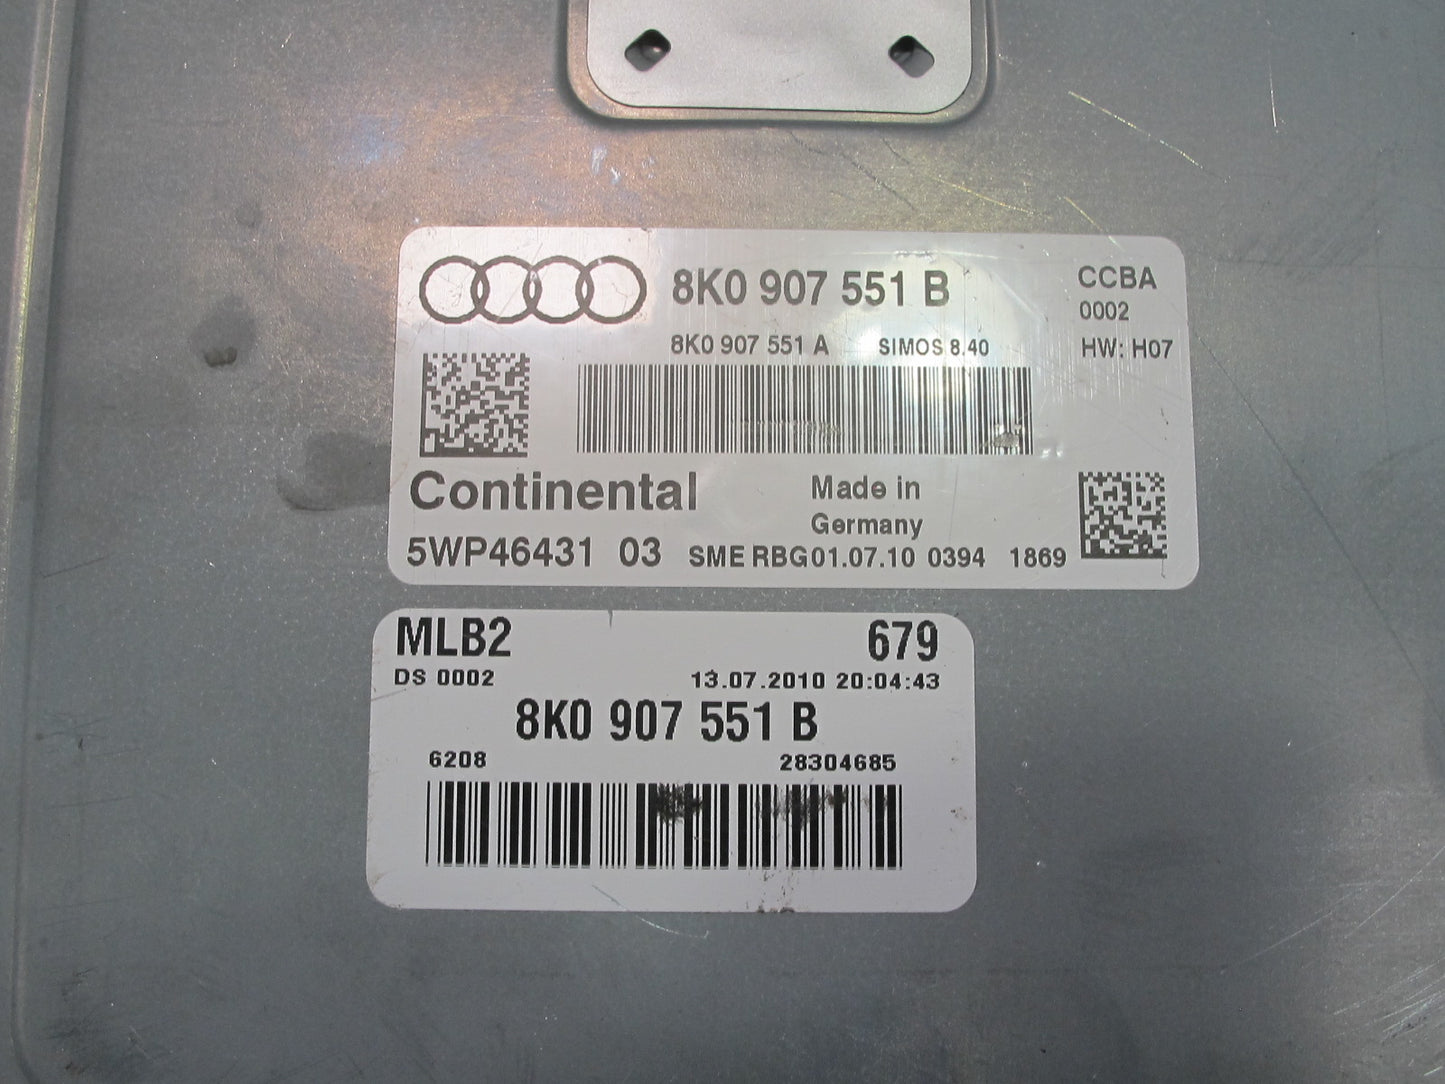 8K0 907 551 B
CCBA
0002
8K0 907 551 A SIMOS 8.40 HW: H07
Continental
Made in
Germany
5WP46431 03 SME RBG01.07.10 0394 1869
MLB2 679
DS 0002 13.07.2010 20:04:43
8K0 907 551 B
6208 28304685